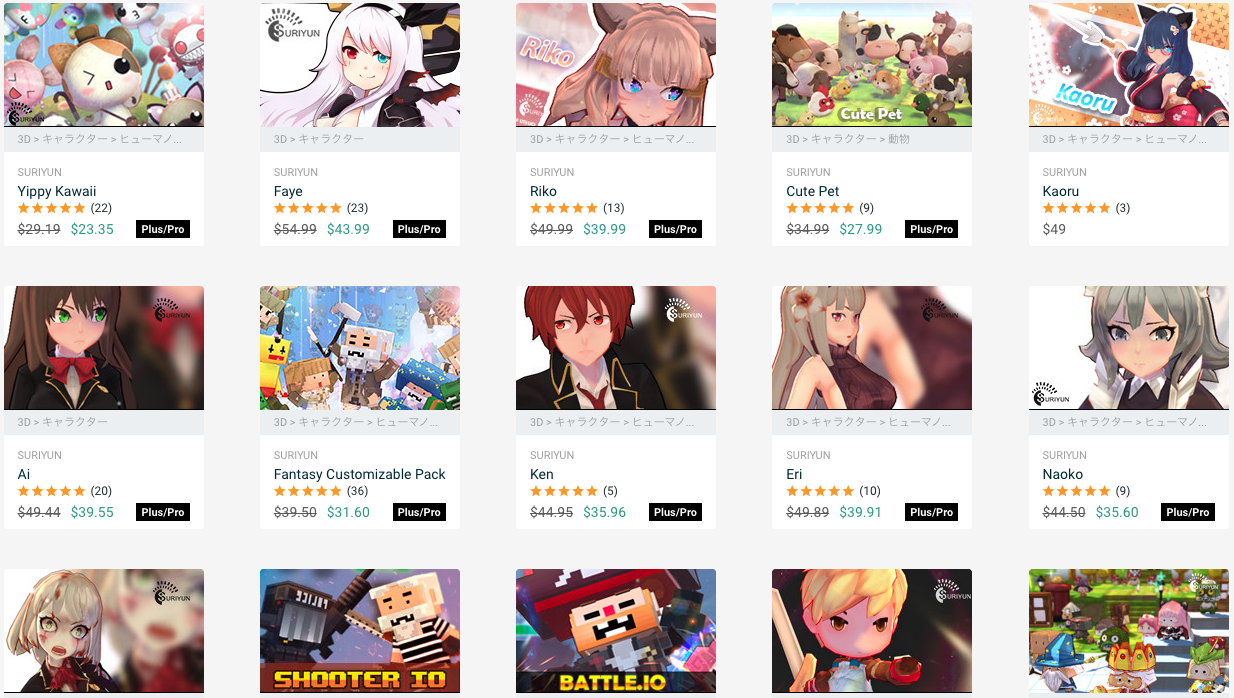 SURIYUN
Riko
SURIYUN
Cute Pet
Kaoru
SURIYUN
3D > キャラクター > ヒューマノ...
3D > キャラクター
3D > キャラクター > ヒューマノ...
3D > キャラクター > 動物
3D > キャラクター > ヒューマノ...
SURIYUN
SURIYUN
SURIYUN
SURIYUN
SURIYUN
Yippy Kawaii
Faye
Riko
Cute Pet
Kaoru
(22)
(23)
(13)
(9)
(3)
$29.19 $23.35 Plus/Pro
$54.99 $43.99 Plus/Pro
$49.99 $39.99 Plus/Pro
$34.99 $27.99 Plus/Pro
$49
SURIYUN
SURIYUN
SURIYUN
SURIYUN
3D > キャラクター
3D > キャラクター > ヒューマノ...
3D > キャラクター > ヒューマノ...
3D > キャラクター > ヒューマノ...
3D > キャラクター > ヒューマノ...
SURIYUN
SURIYUN
SURIYUN
SURIYUN
SURIYUN
Ai
Fantasy Customizable Pack
Ken
Eri
Naoko
(20)
(36)
(5)
(10)
(9)
$49.44 $39.55 Plus/Pro
$39.50 $31.60 Plus/Pro
$44.95 $35.96 Plus/Pro
$49.89 $39.91 Plus/Pro
$44.50 $35.60 Plus/Pro
SURIYUN
SURIYUN
SURIYUN
SHOOTER IO
BATTLE.IO